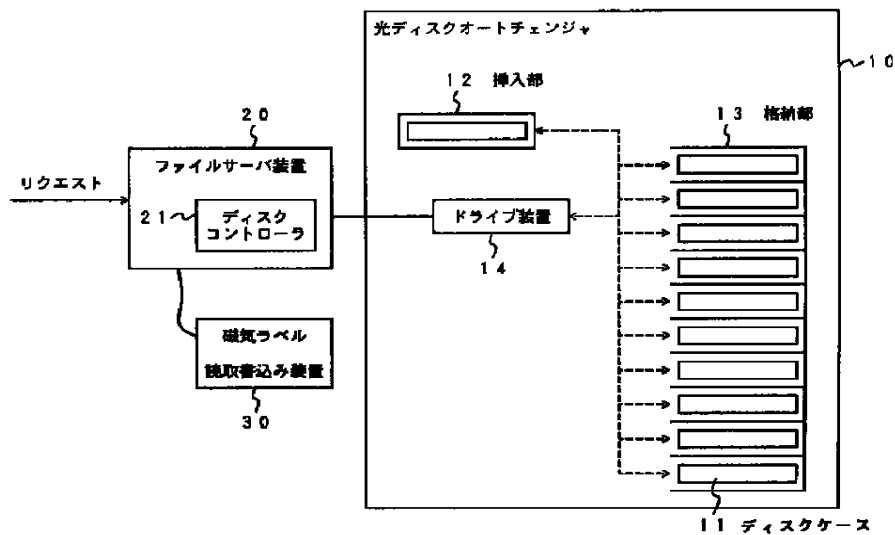 光ディスクオートチェンジャ
10
12 挿入部
13 格納部
20
ファイルサーバ装置
リクエスト
21
ディスク
コントローラ
ドライブ装置
14
磁気ラベル
読取書込み装置
30
11 ディスクケース